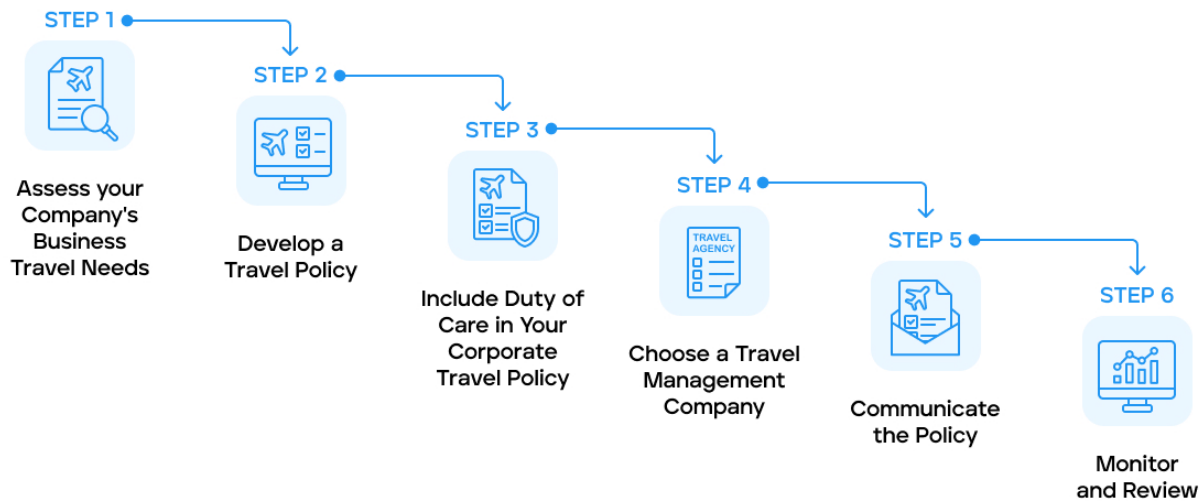 STEP 1
Assess your
Company's
Business
Travel Needs
STEP 2
Develop a
Travel Policy
STEP 3
Include Duty of
Care in Your
Corporate
Travel Policy
STEP 4
TRAVEL
AGENCY
Choose a Travel
Management
Company
STEP 5
Communicate
the Policy
STEP 6
Monitor
and Review